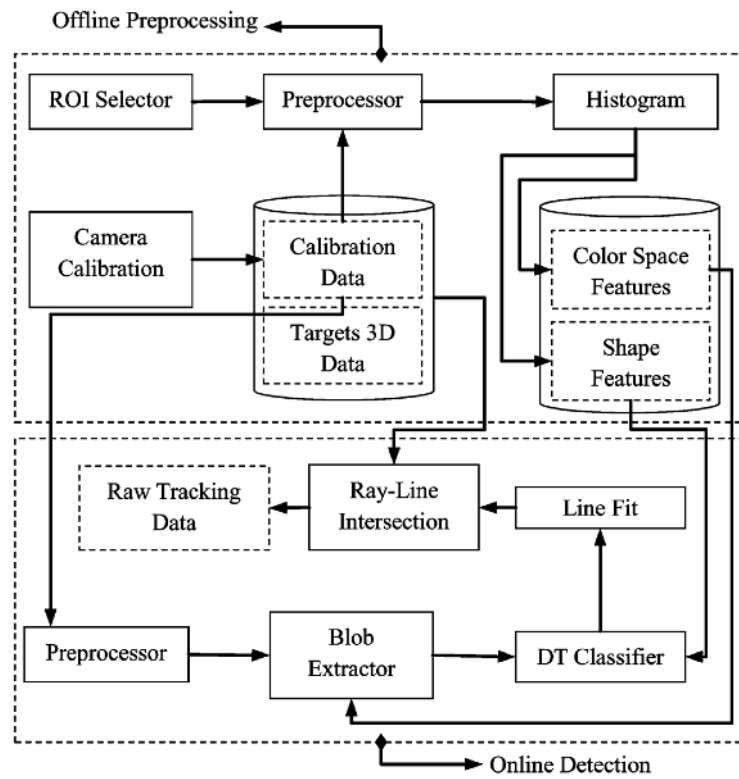 Offline Preprocessing
ROI Selector
Preprocessor
Histogram
Camera
Calibration
Calibration
Data
Targets 3D
Data
Color Space
Features
Shape
Features
Raw Tracking
Data
Ray-Line
Intersection
Line Fit
Preprocessor
Blob
Extractor
DT Classifier
Online Detection